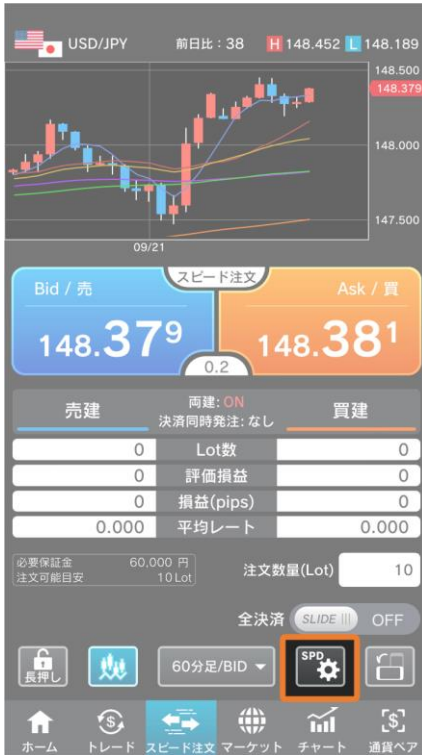 USD/JPY 前日比：38 H 148.452 L 148.189
148.500
148.379
148.000
147.500
09/21
スピード注文
Bid / 売 Ask / 買
148.379 148.381
0.2
売建 両建: ON 買建
決済同時発注: なし
0 Lot数 0
0 評価損益 0
0 損益(pips) 0
0.000 平均レート 0.000
必要保証金 60,000 円
注文可能目安 10 Lot
注文数量(Lot) 10
全決済 SLIDE OFF
長押し 60分足/BID SPD
ホーム トレード スピード注文 マーケット チャート 通貨ペア